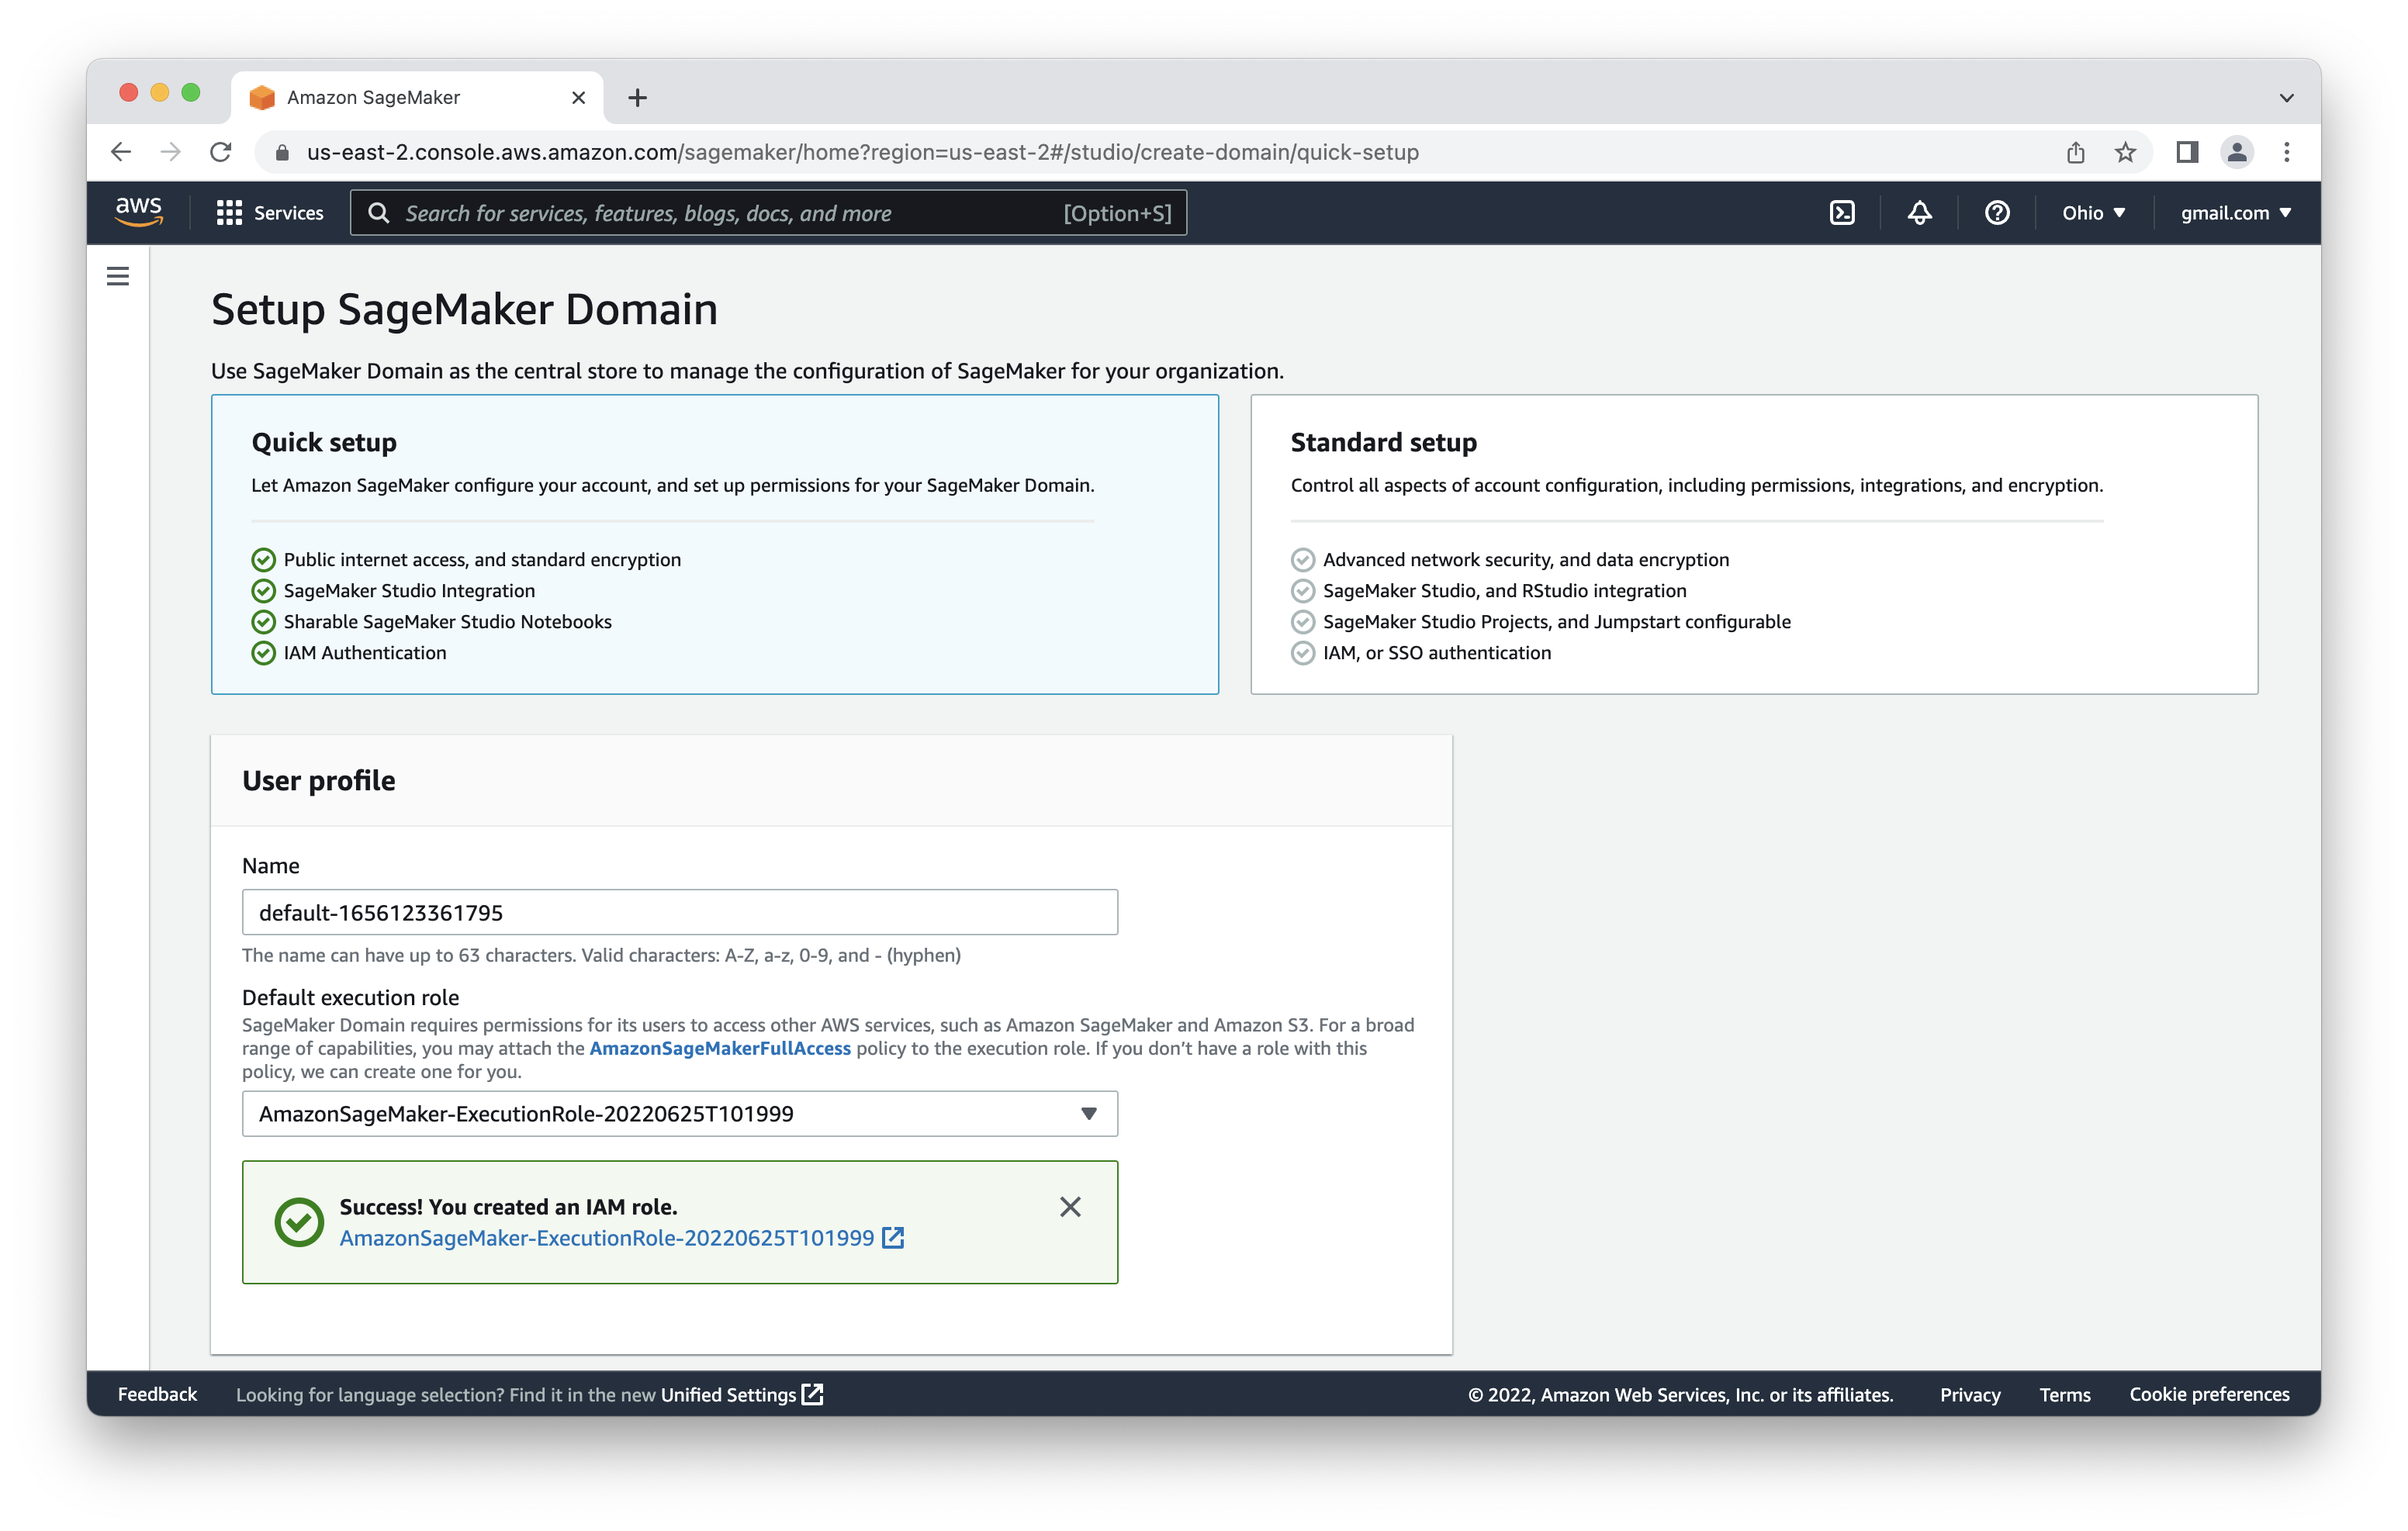 Amazon SageMaker
us-east-2.console.aws.amazon.com/sagemaker/home?region=us-east-2#/studio/create-domain/quick-setup
aws Services Search for services, features, blogs, docs, and more [Option+S] Ohio gmail.com
Setup SageMaker Domain
Use SageMaker Domain as the central store to manage the configuration of SageMaker for your organization.
Quick setup
Let Amazon SageMaker configure your account, and set up permissions for your SageMaker Domain.
Public internet access, and standard encryption
SageMaker Studio Integration
Sharable SageMaker Studio Notebooks
IAM Authentication
Standard setup
Control all aspects of account configuration, including permissions, integrations, and encryption.
Advanced network security, and data encryption
SageMaker Studio, and RStudio integration
SageMaker Studio Projects, and Jumpstart configurable
IAM, or SSO authentication
User profile
Name
default-1656123361795
The name can have up to 63 characters. Valid characters: A-Z, a-z, 0-9, and - (hyphen)
Default execution role
SageMaker Domain requires permissions for its users to access other AWS services, such as Amazon SageMaker and Amazon S3. For a broad
range of capabilities, you may attach the AmazonSageMakerFullAccess policy to the execution role. If you don’t have a role with this
policy, we can create one for you.
AmazonSageMaker-ExecutionRole-20220625T101999
Success! You created an IAM role.
AmazonSageMaker-ExecutionRole-20220625T101999
Feedback Looking for language selection? Find it in the new Unified Settings © 2022, Amazon Web Services, Inc. or its affiliates. Privacy Terms Cookie preferences